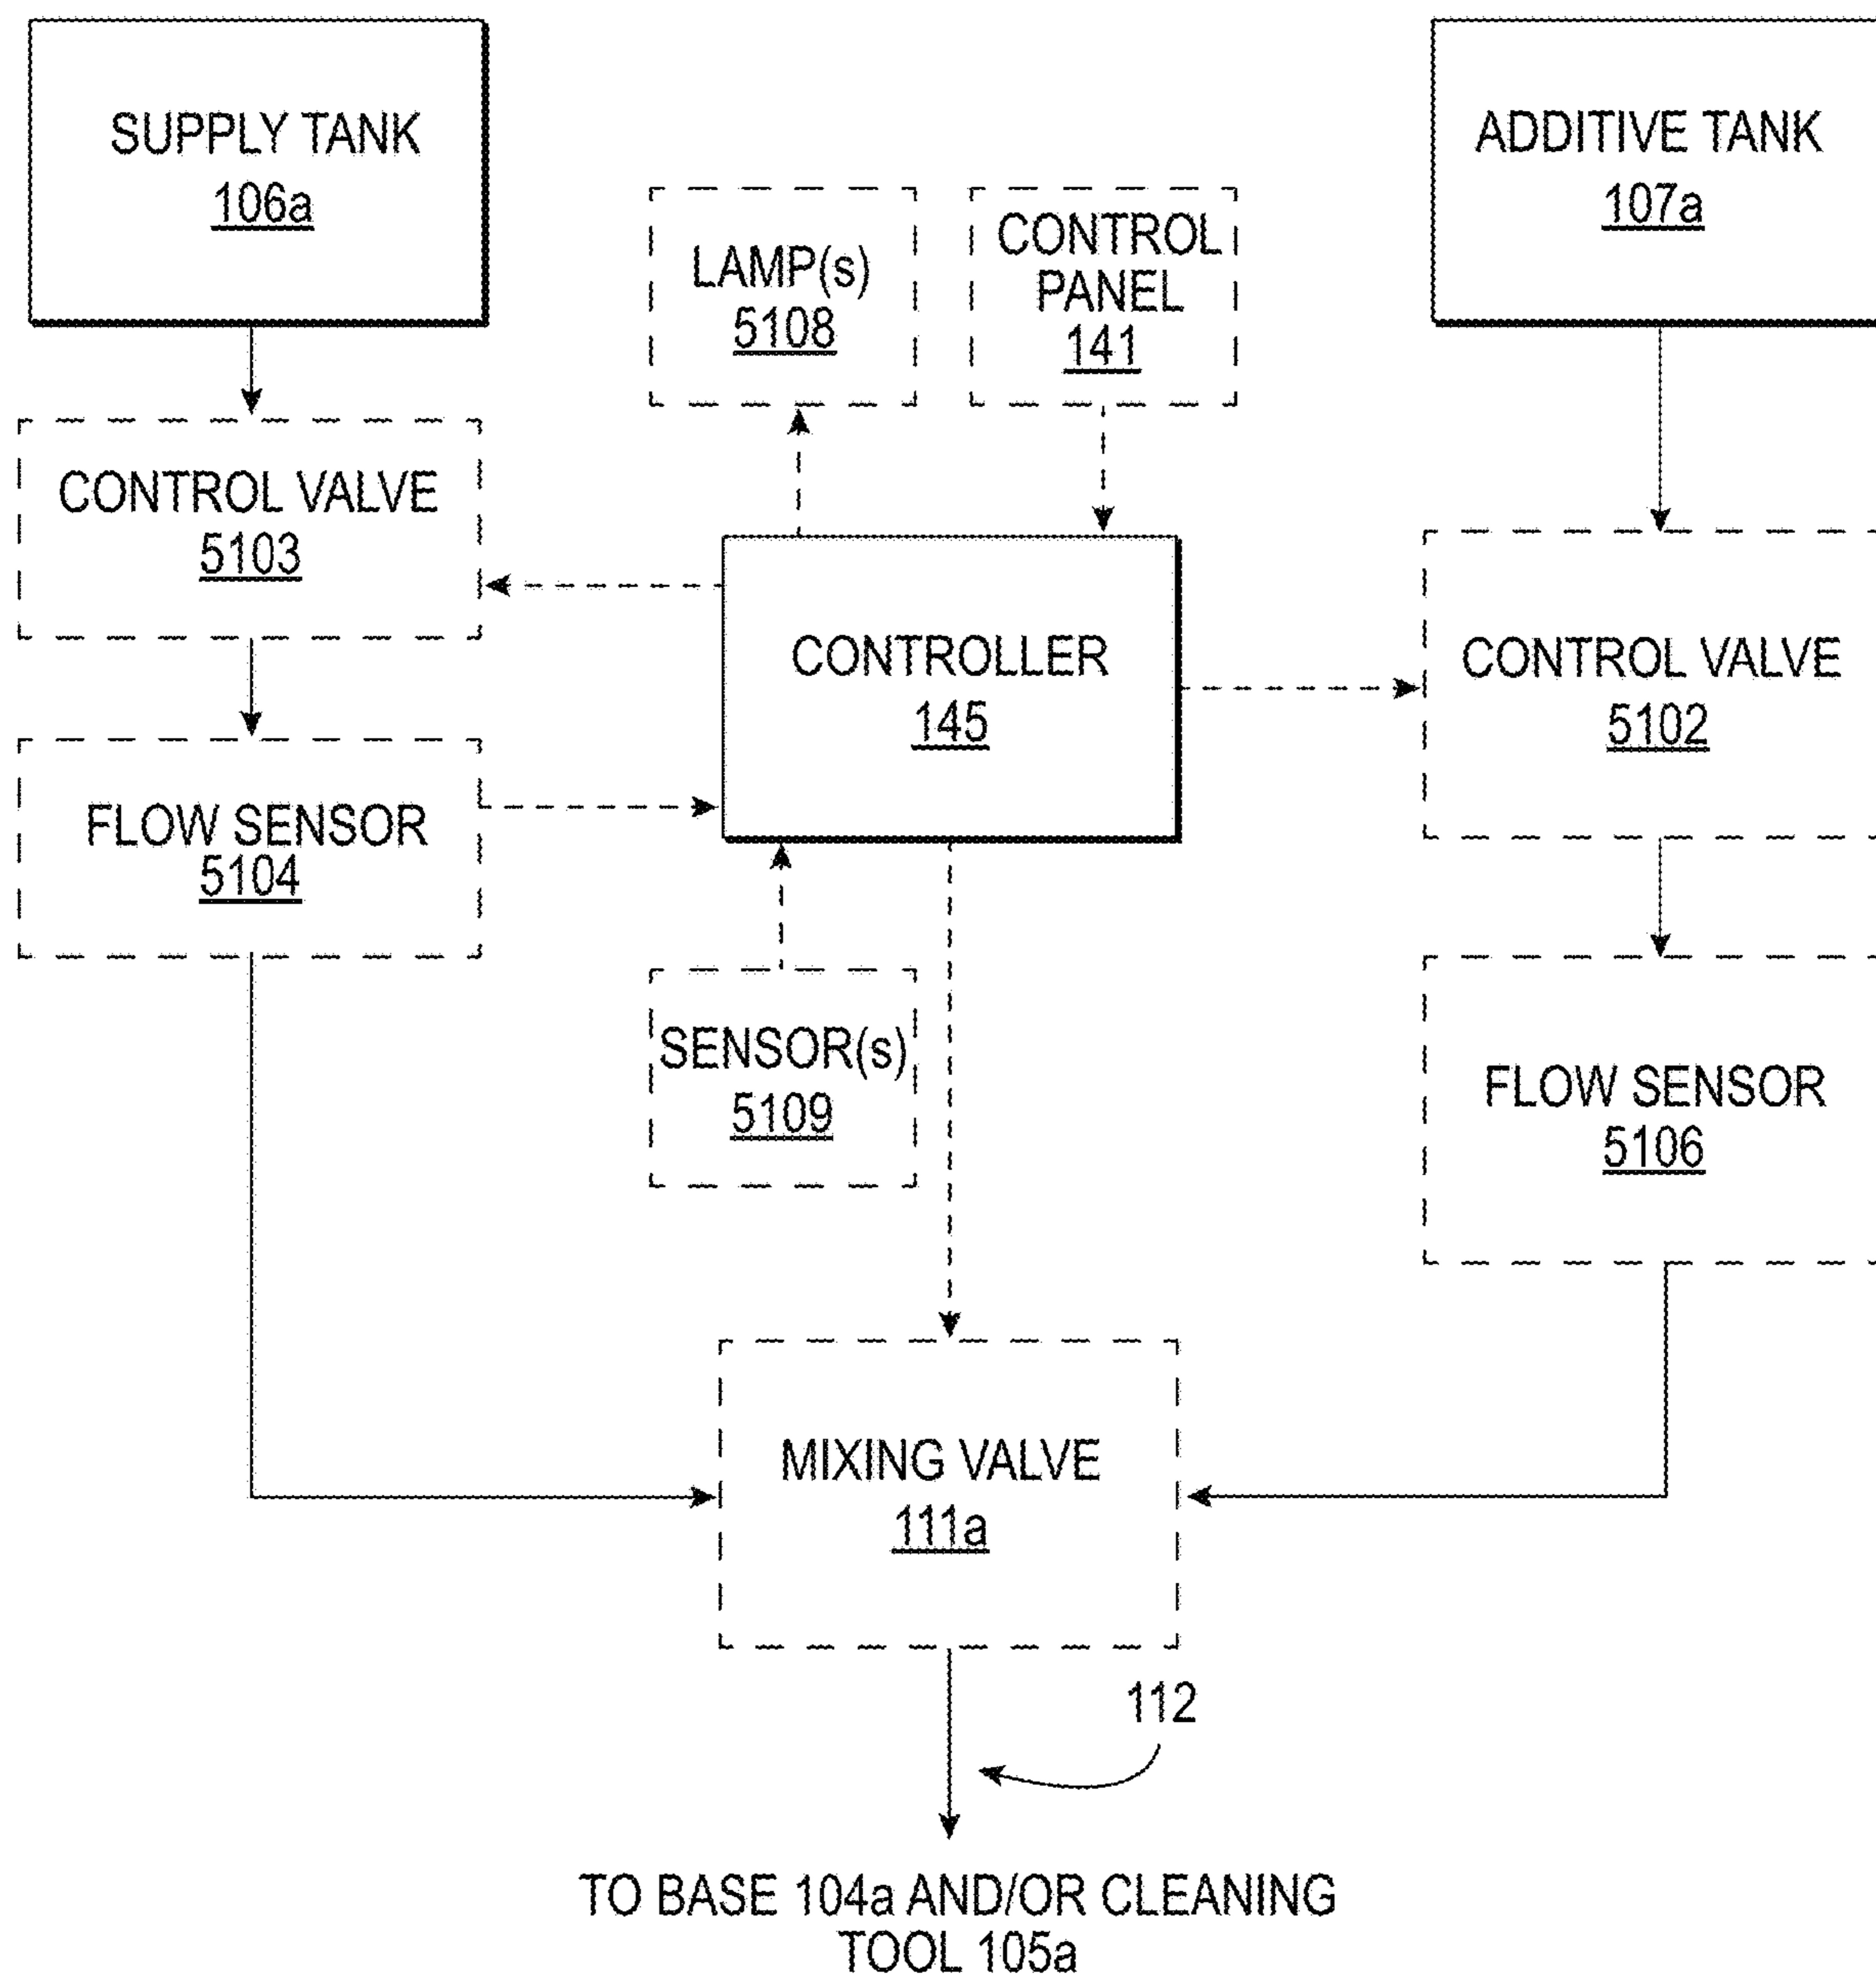 SUPPLY TANK
106a
ADDITIVE TANK
107a
LAMP(s)
5108
CONTROL
PANEL
141
CONTROL VALVE
5103
CONTROLLER
145
CONTROL VALVE
5102
FLOW SENSOR
5104
SENSOR(s)
5109
FLOW SENSOR
5106
MIXING VALVE
111a
112
TO BASE 104a AND/OR CLEANING
TOOL 105a